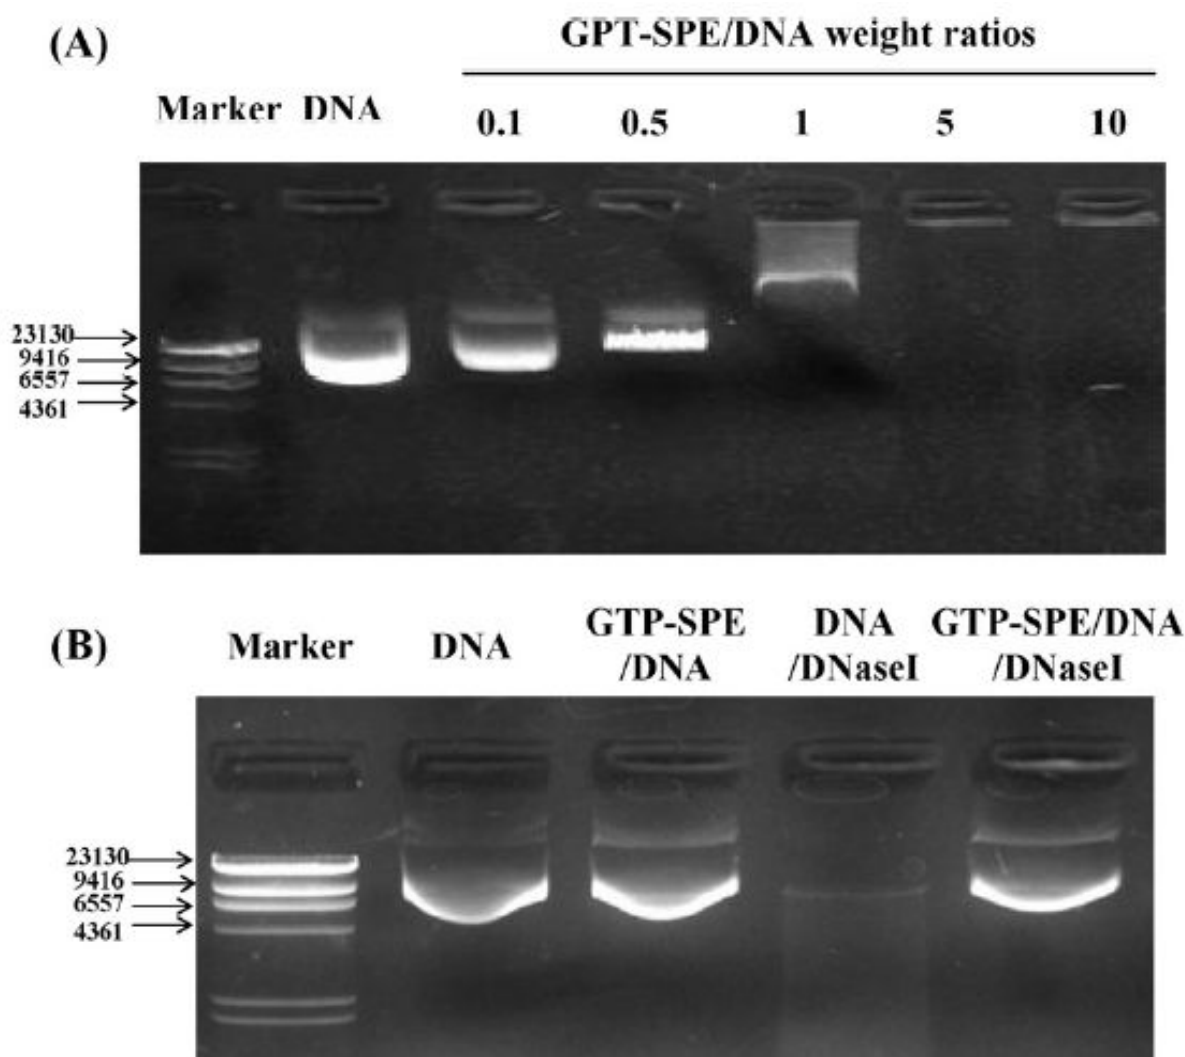 (A)
GPT-SPE/DNA weight ratios
Marker DNA
0.1 0.5 1 5 10
23130
9416
6557
4361
(B)
Marker DNA GTP-SPE /DNA DNA /DNaseI GTP-SPE/DNA /DNaseI
23130
9416
6557
4361